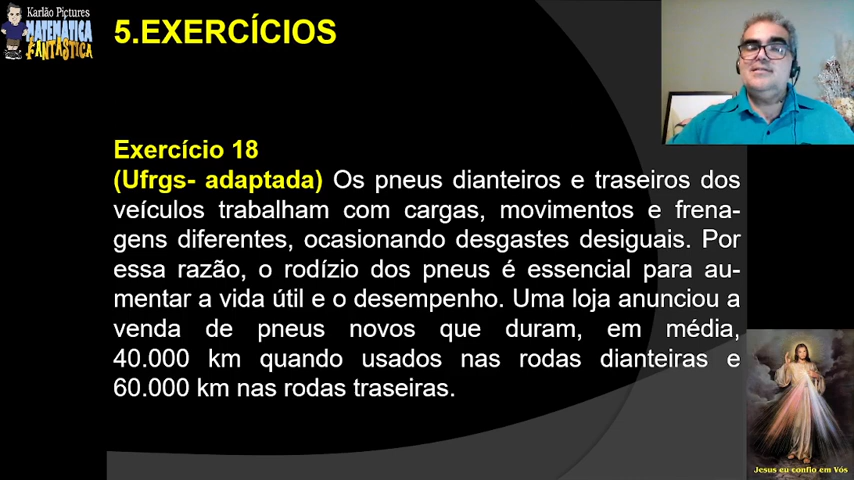 Karlão Pictures
MATEMÁTICA
FANTÁSTICA
5.EXERCÍCIOS
Exercício 18
(Ufrgs- adaptada) Os pneus dianteiros e traseiros dos
veículos trabalham com cargas, movimentos e frena-
gens diferentes, ocasionando desgastes desiguais. Por
essa razão, o rodízio dos pneus é essencial para au-
mentar a vida útil e o desempenho. Uma loja anunciou a
venda de pneus novos que duram, em média,
40.000 km quando usados nas rodas dianteiras e
60.000 km nas rodas traseiras.
Jesus eu confio em Vós